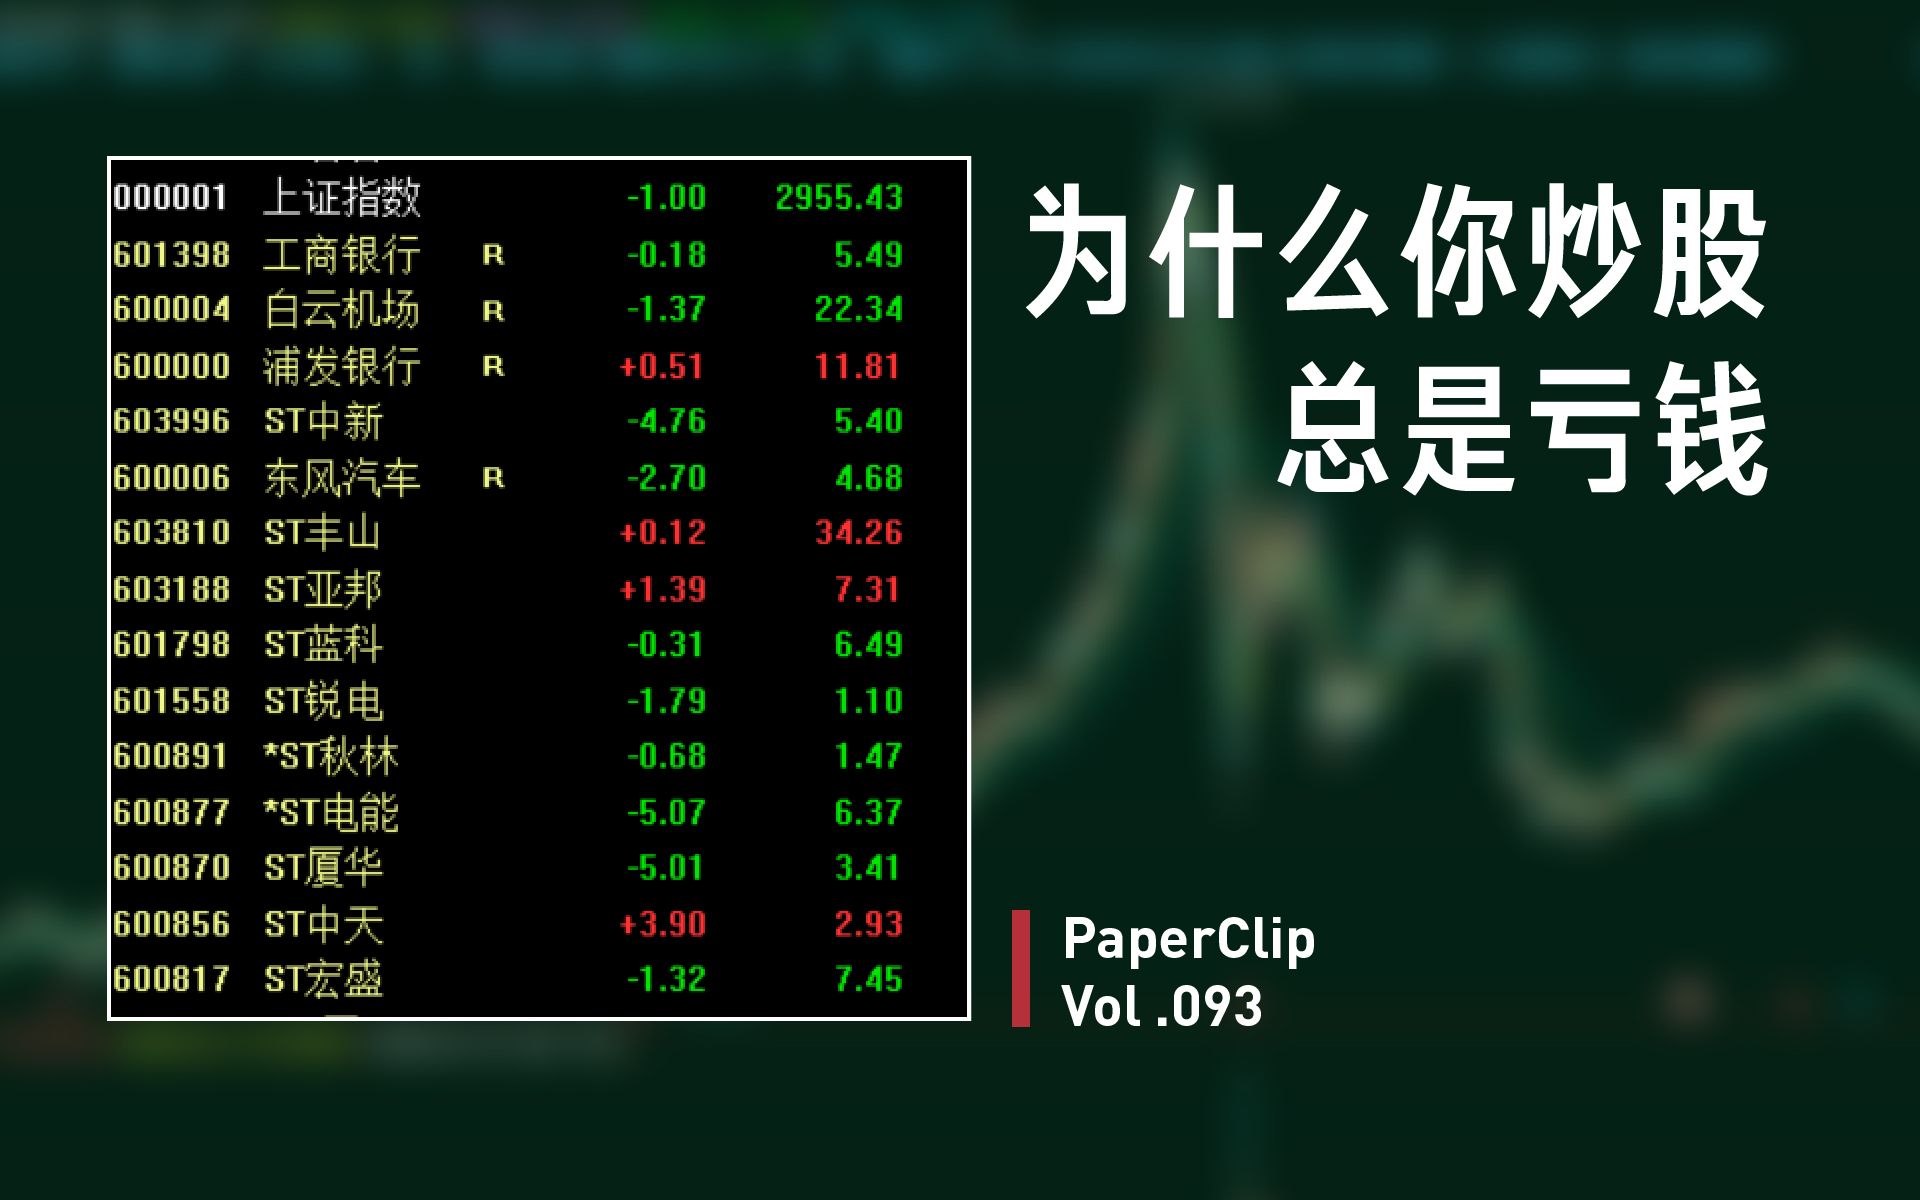 000001 上证指数 -1.00 2955.43
601398 工商银行 R -0.18 5.49
600004 白云机场 R -1.37 22.34
600000 浦发银行 R +0.51 11.81
603996 ST中新 -4.76 5.40
600006 东风汽车 R -2.70 4.68
603810 ST丰山 +0.12 34.26
603188 ST亚邦 +1.39 7.31
601798 ST蓝科 -0.31 6.49
601558 ST锐电 -1.79 1.10
600891 *ST秋林 -0.68 1.47
600877 *ST电能 -5.07 6.37
600870 ST厦华 -5.01 3.41
600856 ST中天 +3.90 2.93
600817 ST宏盛 -1.32 7.45
为什么你炒股
总是亏钱
PaperClip
Vol .093